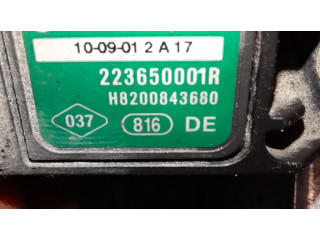 10-09-01 2 A 17
223650001R
H8200843680
037 816 DE